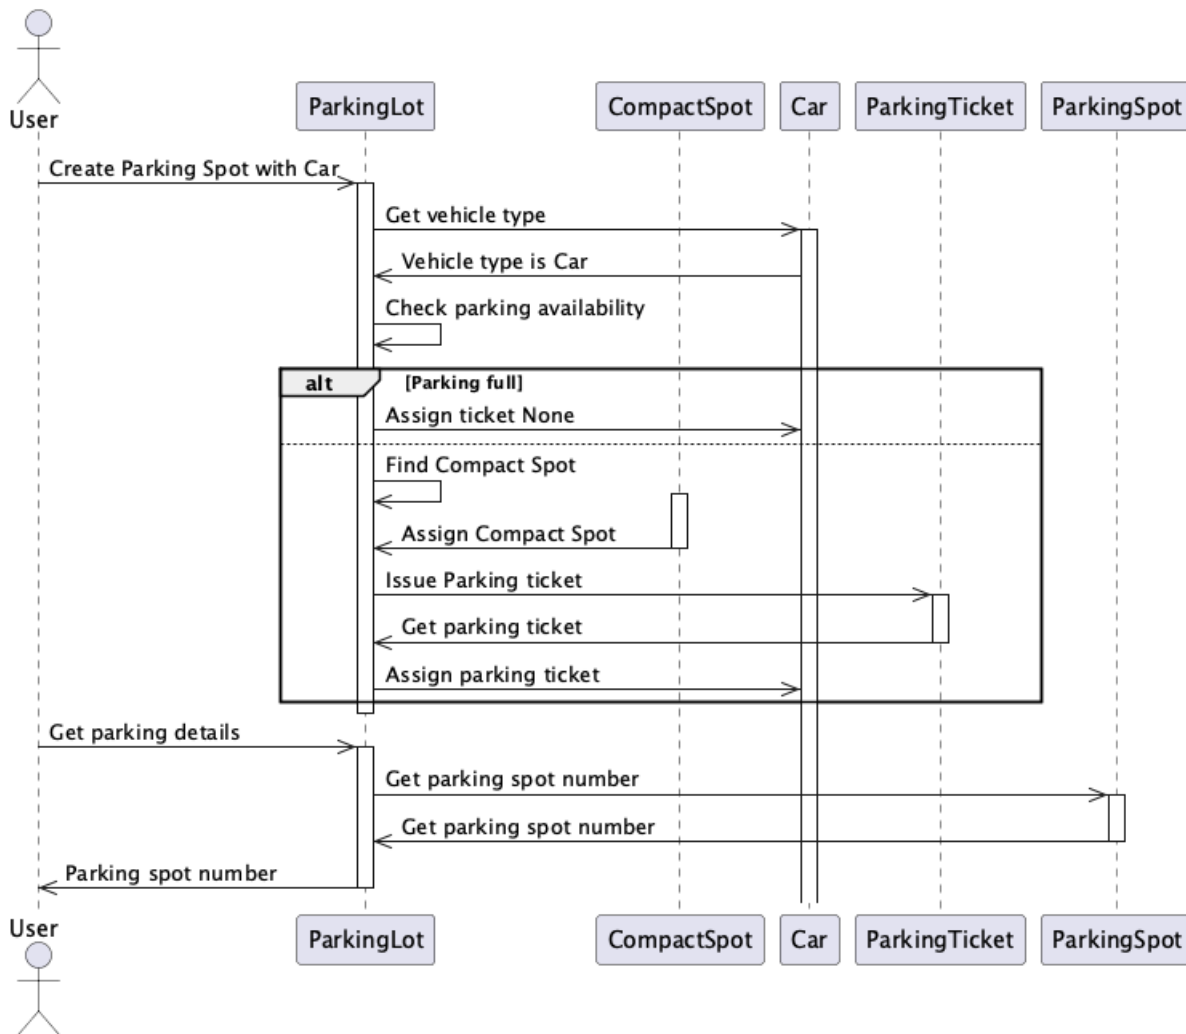 User
ParkingLot
CompactSpot
Car
ParkingTicket
ParkingSpot
Create Parking Spot with Car
Get vehicle type
Vehicle type is Car
Check parking availability
alt
[Parking full]
Assign ticket None
Find Compact Spot
Assign Compact Spot
Issue Parking ticket
Get parking ticket
Assign parking ticket
Get parking details
Get parking spot number
Get parking spot number
Parking spot number
User
ParkingLot
CompactSpot
Car
ParkingTicket
ParkingSpot